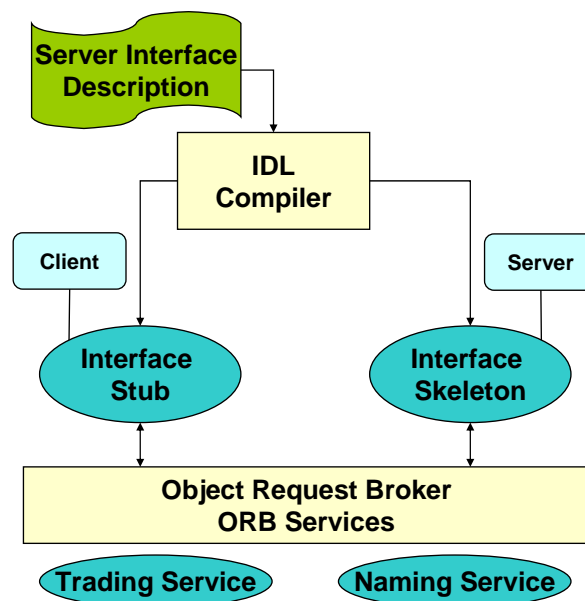 Server Interface
Description
IDL
Compiler
Client
Server
Interface
Stub
Interface
Skeleton
Object Request Broker
ORB Services
Trading Service
Naming Service